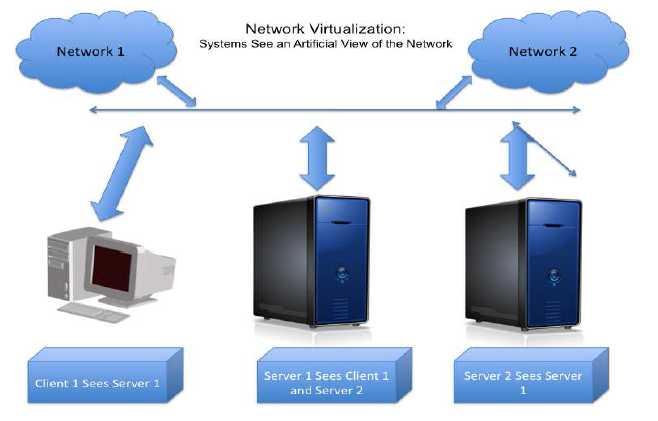 Network Virtualization:
Systems See an Artificial View of the Network
Network 1
Network 2
Client 1 Sees Server 1
Server 1 Sees Client 1
and Server 2
Server 2 Sees Server
1